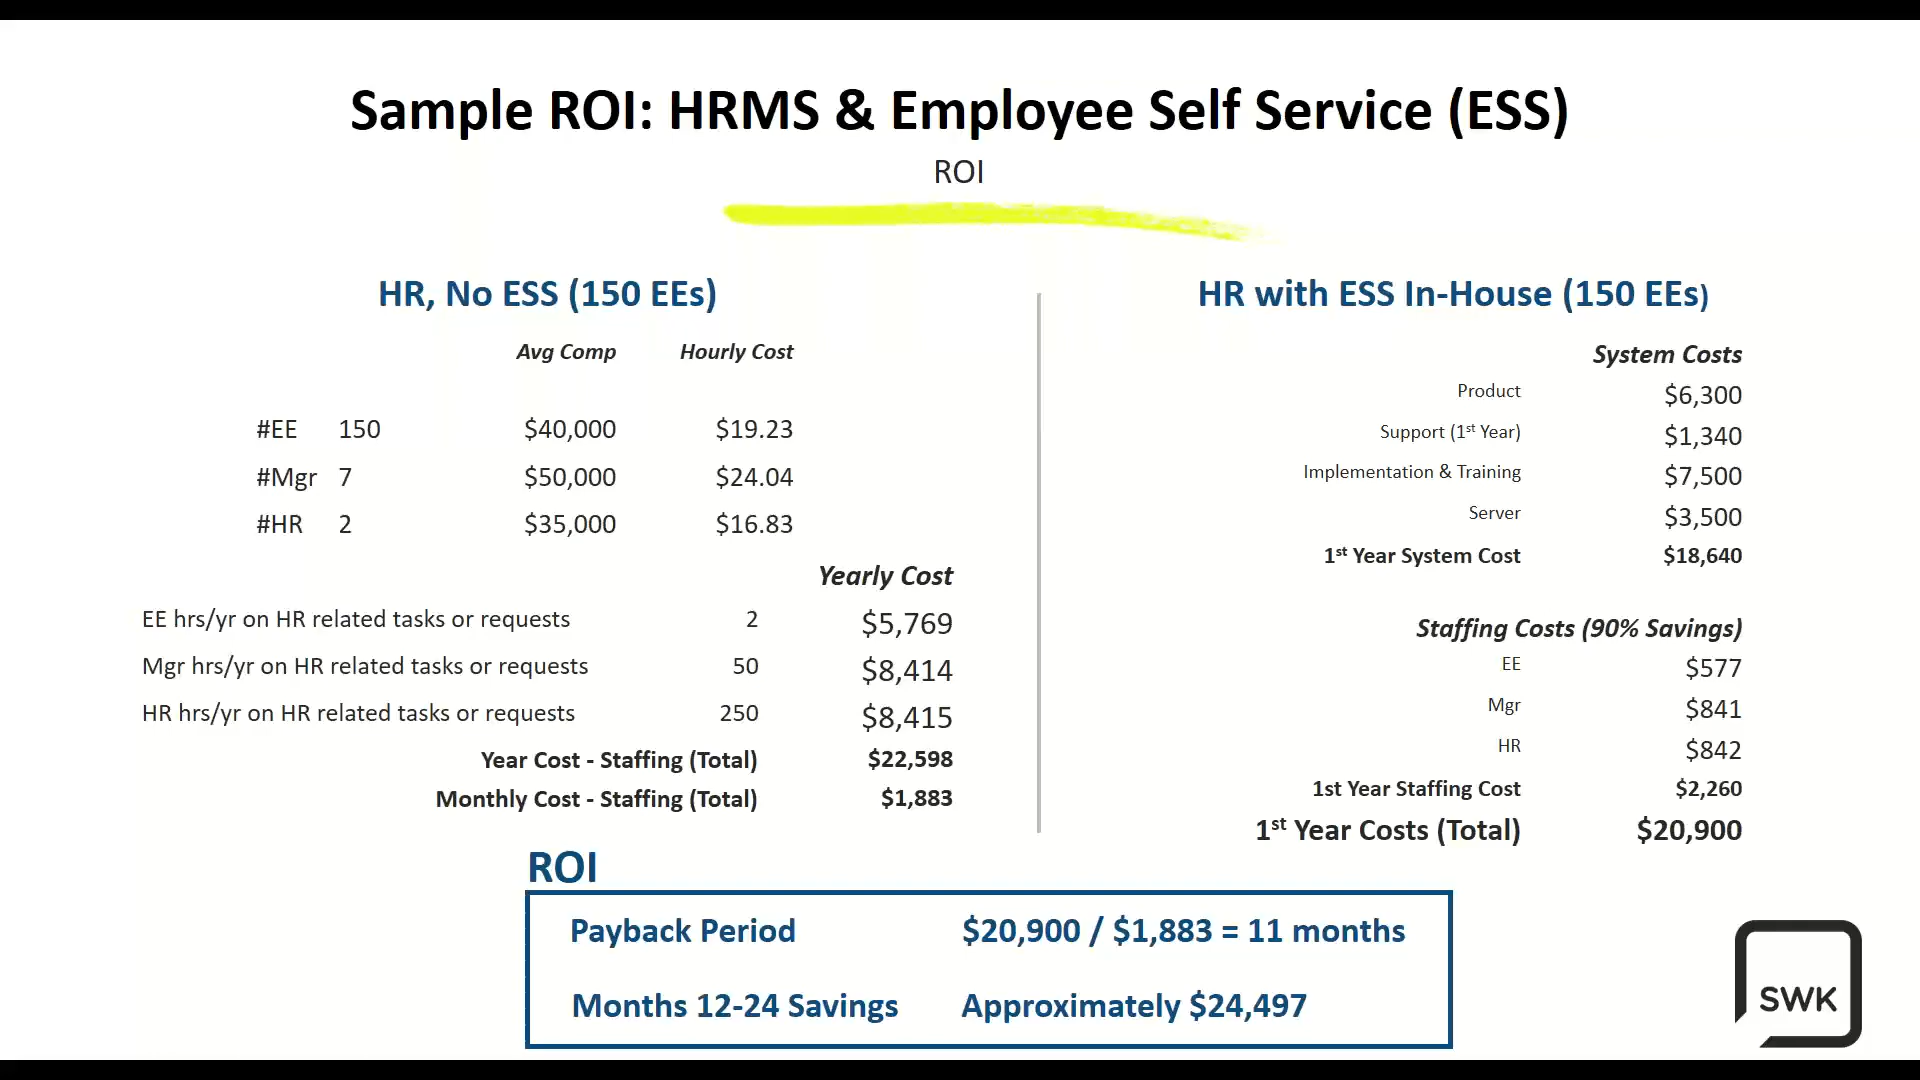 Sample ROI: HRMS & Employee Self Service (ESS)
ROI
HR, No ESS (150 EEs)
Avg Comp Hourly Cost
#EE 150 $40,000 $19.23
#Mgr 7 $50,000 $24.04
#HR 2 $35,000 $16.83
Yearly Cost
EE hrs/yr on HR related tasks or requests 2 $5,769
Mgr hrs/yr on HR related tasks or requests 50 $8,414
HR hrs/yr on HR related tasks or requests 250 $8,415
Year Cost - Staffing (Total) $22,598
Monthly Cost - Staffing (Total) $1,883
HR with ESS In-House (150 EEs)
System Costs
Product $6,300
Support (1st Year) $1,340
Implementation & Training $7,500
Server $3,500
1st Year System Cost $18,640
Staffing Costs (90% Savings)
EE $577
Mgr $841
HR $842
1st Year Staffing Cost $2,260
1st Year Costs (Total) $20,900
ROI
Payback Period $20,900 / $1,883 = 11 months
Months 12-24 Savings Approximately $24,497
SWK